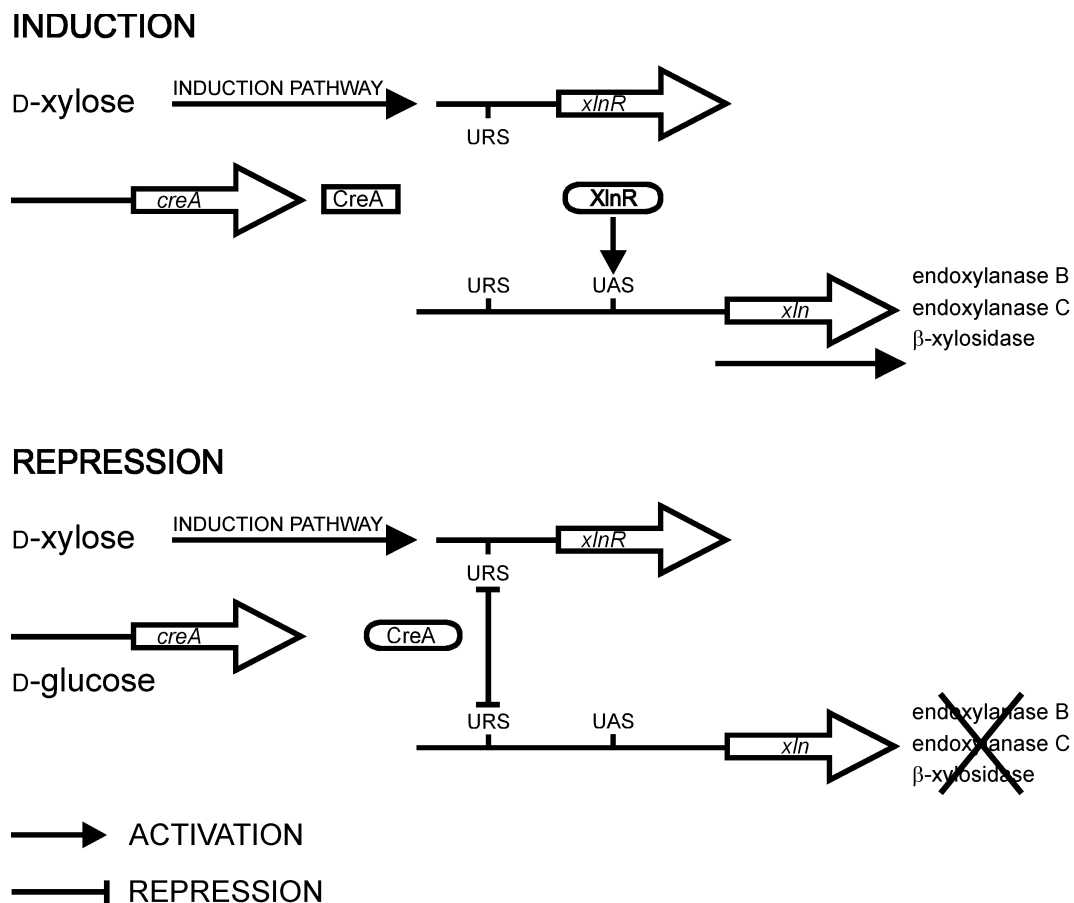 INDUCTION
D-xylose
INDUCTION PATHWAY
xlnR
URS
creA
CreA
XlnR
URS
UAS
xln
endoxylanase B
endoxylanase C
β-xylosidase
REPRESSION
D-xylose
INDUCTION PATHWAY
xlnR
URS
creA
CreA
D-glucose
URS
UAS
xln
endoxylanase B
endoxylanase C
β-xylosidase
ACTIVATION
REPRESSION